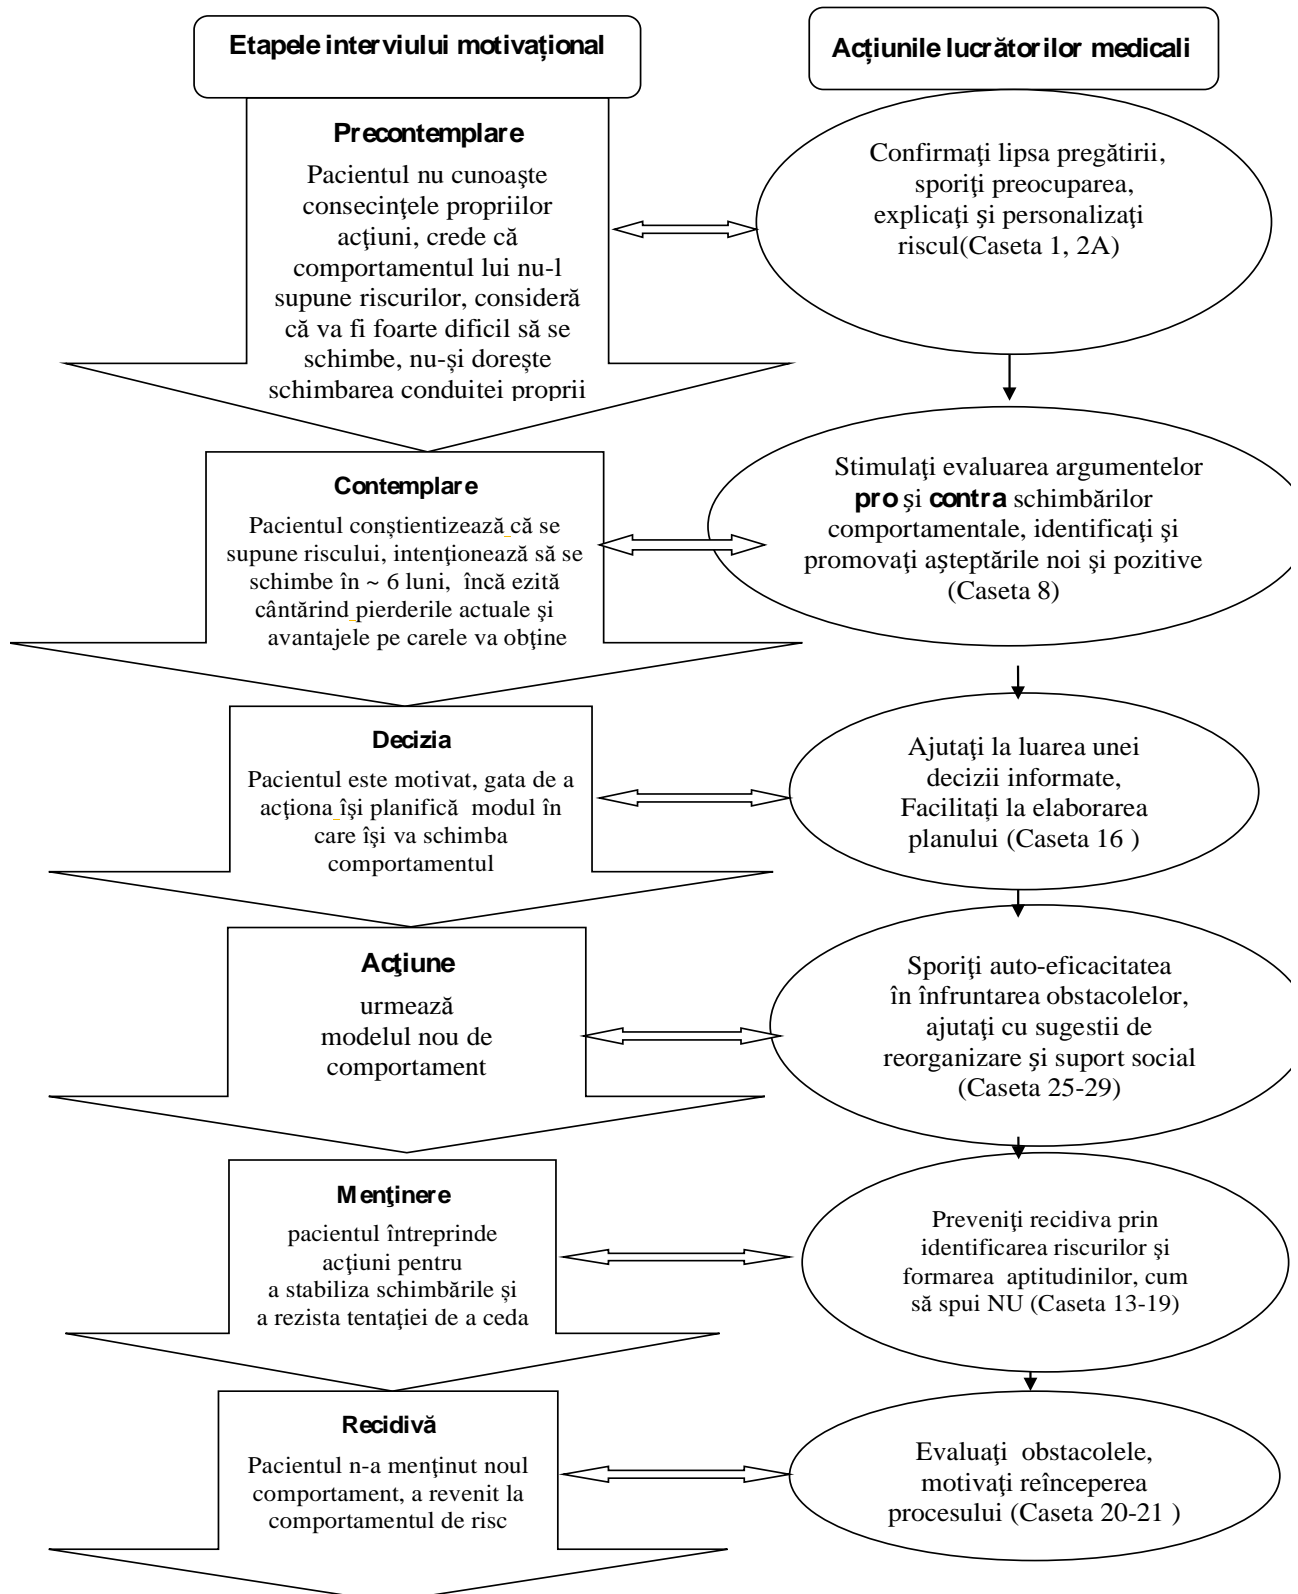 Etapele interviului motivațional
Acțiunile lucrătorilor medicali
Precontemplare
Pacientul nu cunoaşte
consecinţele propriilor
acţiuni, crede că
comportamentul lui nu-l
supune riscurilor, consideră
că va fi foarte dificil să se
schimbe, nu-și dorește
schimbarea conduitei proprii
Confirmaţi lipsa pregătirii,
sporiţi preocuparea,
explicaţi şi personalizaţi
riscul(Caseta 1, 2A)
Contemplare
Pacientul conștientizează că se
supune riscului, intenționează să se
schimbe în ~ 6 luni, încă ezită
cântărind pierderile actuale şi
avantajele pe carele va obţine
Stimulaţi evaluarea argumentelor
pro şi contra schimbărilor
comportamentale, identificaţi şi
promovaţi aşteptările noi şi pozitive
(Caseta 8)
Decizia
Pacientul este motivat, gata de a
acționa își planifică modul în
care îşi va schimba
comportamentul
Ajutaţi la luarea unei
decizii informate,
Facilitaţi la elaborarea
planului (Caseta 16 )
Acţiune
urmează
modelul nou de
comportament
Sporiţi auto-eficacitatea
în înfruntarea obstacolelor,
ajutaţi cu sugestii de
reorganizare şi suport social
(Caseta 25-29)
Menţinere
pacientul întreprinde
acţiuni pentru
a stabiliza schimbările și
a rezista tentaţiei de a ceda
Preveniţi recidiva prin
identificarea riscurilor şi
formarea aptitudinilor, cum
să spui NU (Caseta 13-19)
Recidivă
Pacientul n-a menţinut noul
comportament, a revenit la
comportamentul de risc
Evaluaţi obstacolele,
motivaţi reînceperea
procesului (Caseta 20-21 )